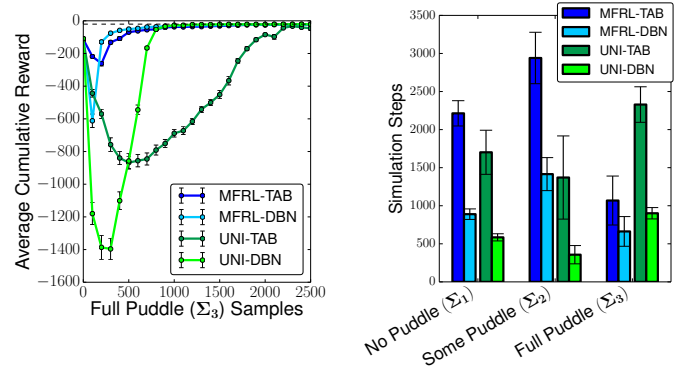 0
−200
−400
−600
−800
−1000
−1200
−1400
−1600
Average Cumulative Reward
0 500 1000 1500 2000 2500
Full Puddle (Σ₃) Samples
MFRL-TAB
MFRL-DBN
UNI-TAB
UNI-DBN
3000
2500
2000
1500
1000
500
0
Simulation Steps
No Puddle (Σ₁)
Some Puddle (Σ₂)
Full Puddle (Σ₃)
MFRL-TAB
MFRL-DBN
UNI-TAB
UNI-DBN